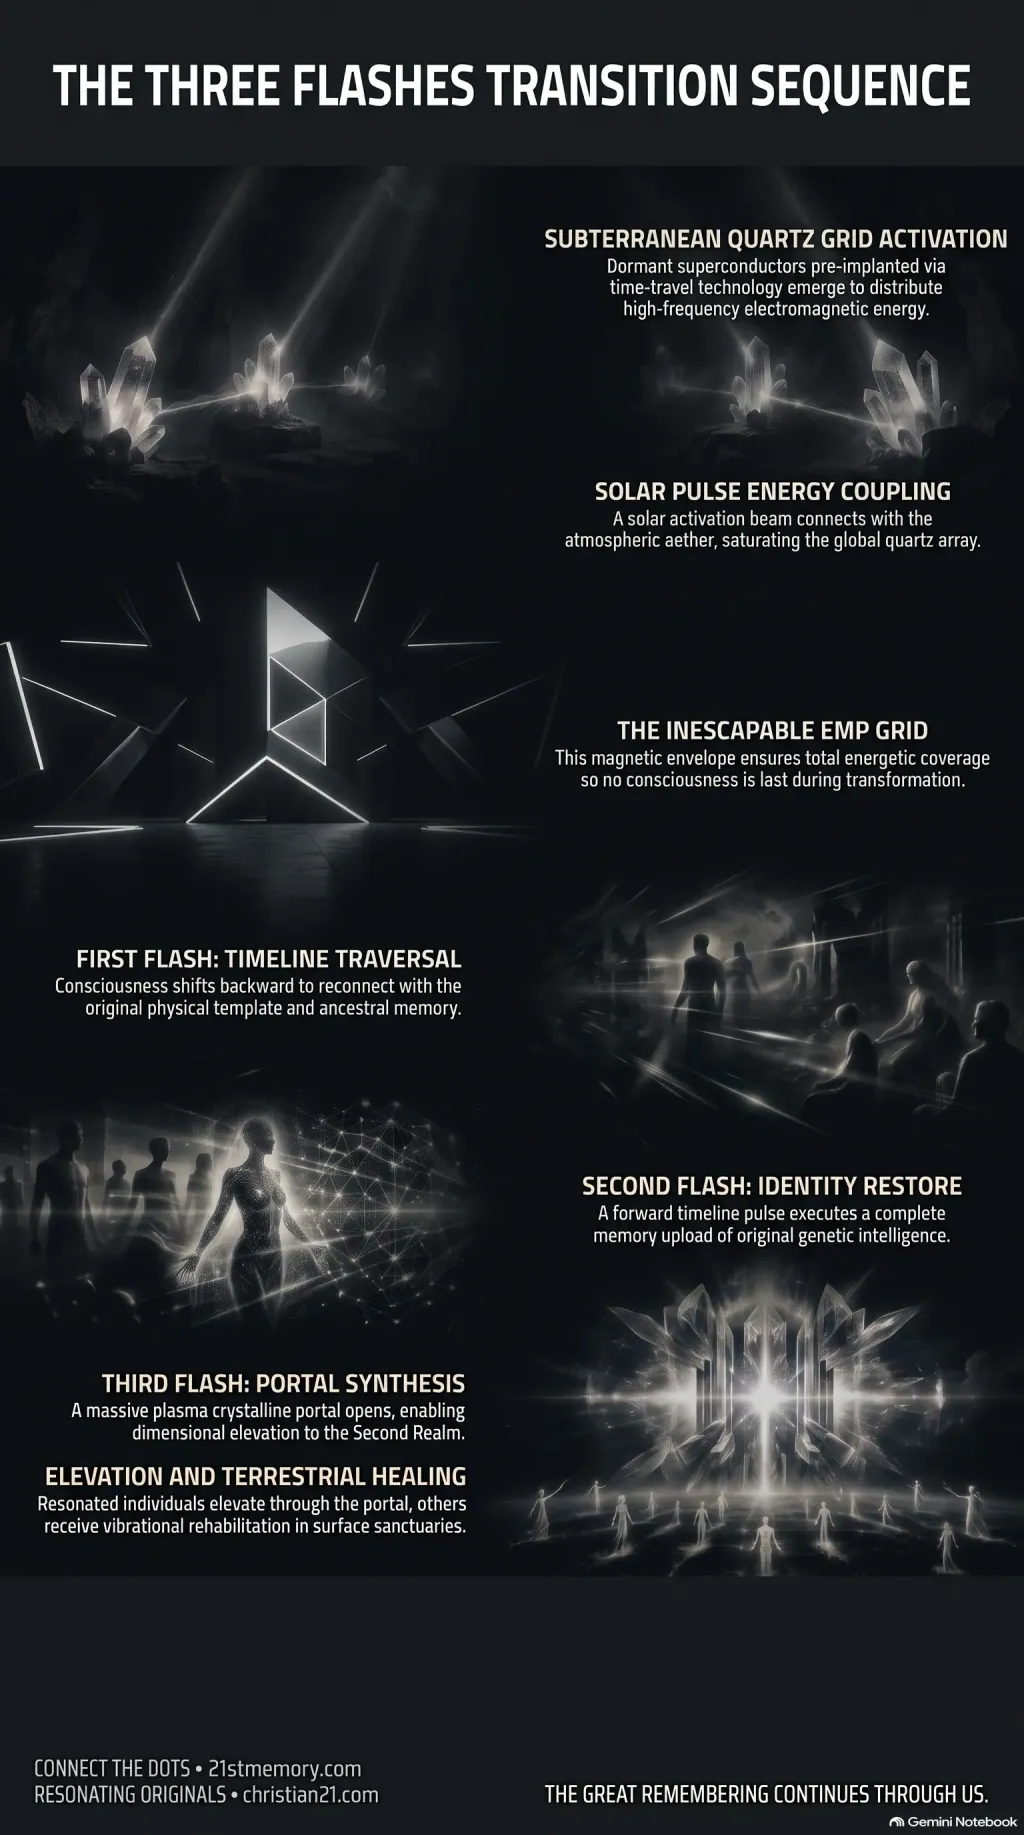 THE THREE FLASHES TRANSITION SEQUENCE
SUBTERRANEAN QUARTZ GRID ACTIVATION
Dormant superconductors pre-implanted via
time-travel technology emerge to distribute
high-frequency electromagnetic energy.
SOLAR PULSE ENERGY COUPLING
A solar activation beam connects with the
atmospheric aether, saturating the global quartz array.
THE INESCAPABLE EMP GRID
This magnetic envelope ensures total energetic coverage
so no consciousness is last during transformation.
FIRST FLASH: TIMELINE TRAVERSAL
Consciousness shifts backward to reconnect with the
original physical template and ancestral memory.
SECOND FLASH: IDENTITY RESTORE
A forward timeline pulse executes a complete
memory upload of original genetic intelligence.
THIRD FLASH: PORTAL SYNTHESIS
A massive plasma crystalline portal opens, enabling
dimensional elevation to the Second Realm.
ELEVATION AND TERRESTRIAL HEALING
Resonated individuals elevate through the portal, others
receive vibrational rehabilitation in surface sanctuaries.
CONNECT THE DOTS • 21stmemory.com
RESONATING ORIGINALS • christian21.com
THE GREAT REMEMBERING CONTINUES THROUGH US.
Gemini Notebook